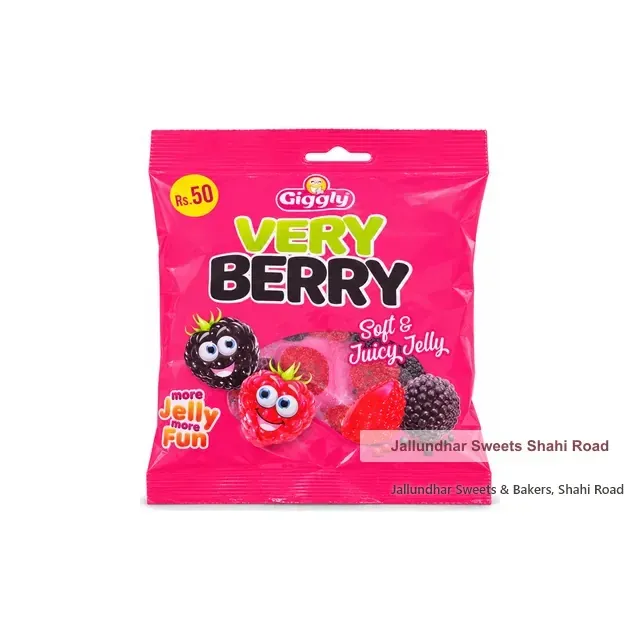 Rs.50
Giggly
VERY
BERRY
Soft &
Juicy Jelly
more
Jelly
more
Fun
Jallundhar Sweets Shahi Road
Jallundhar Sweets & Bakers, Shahi Road